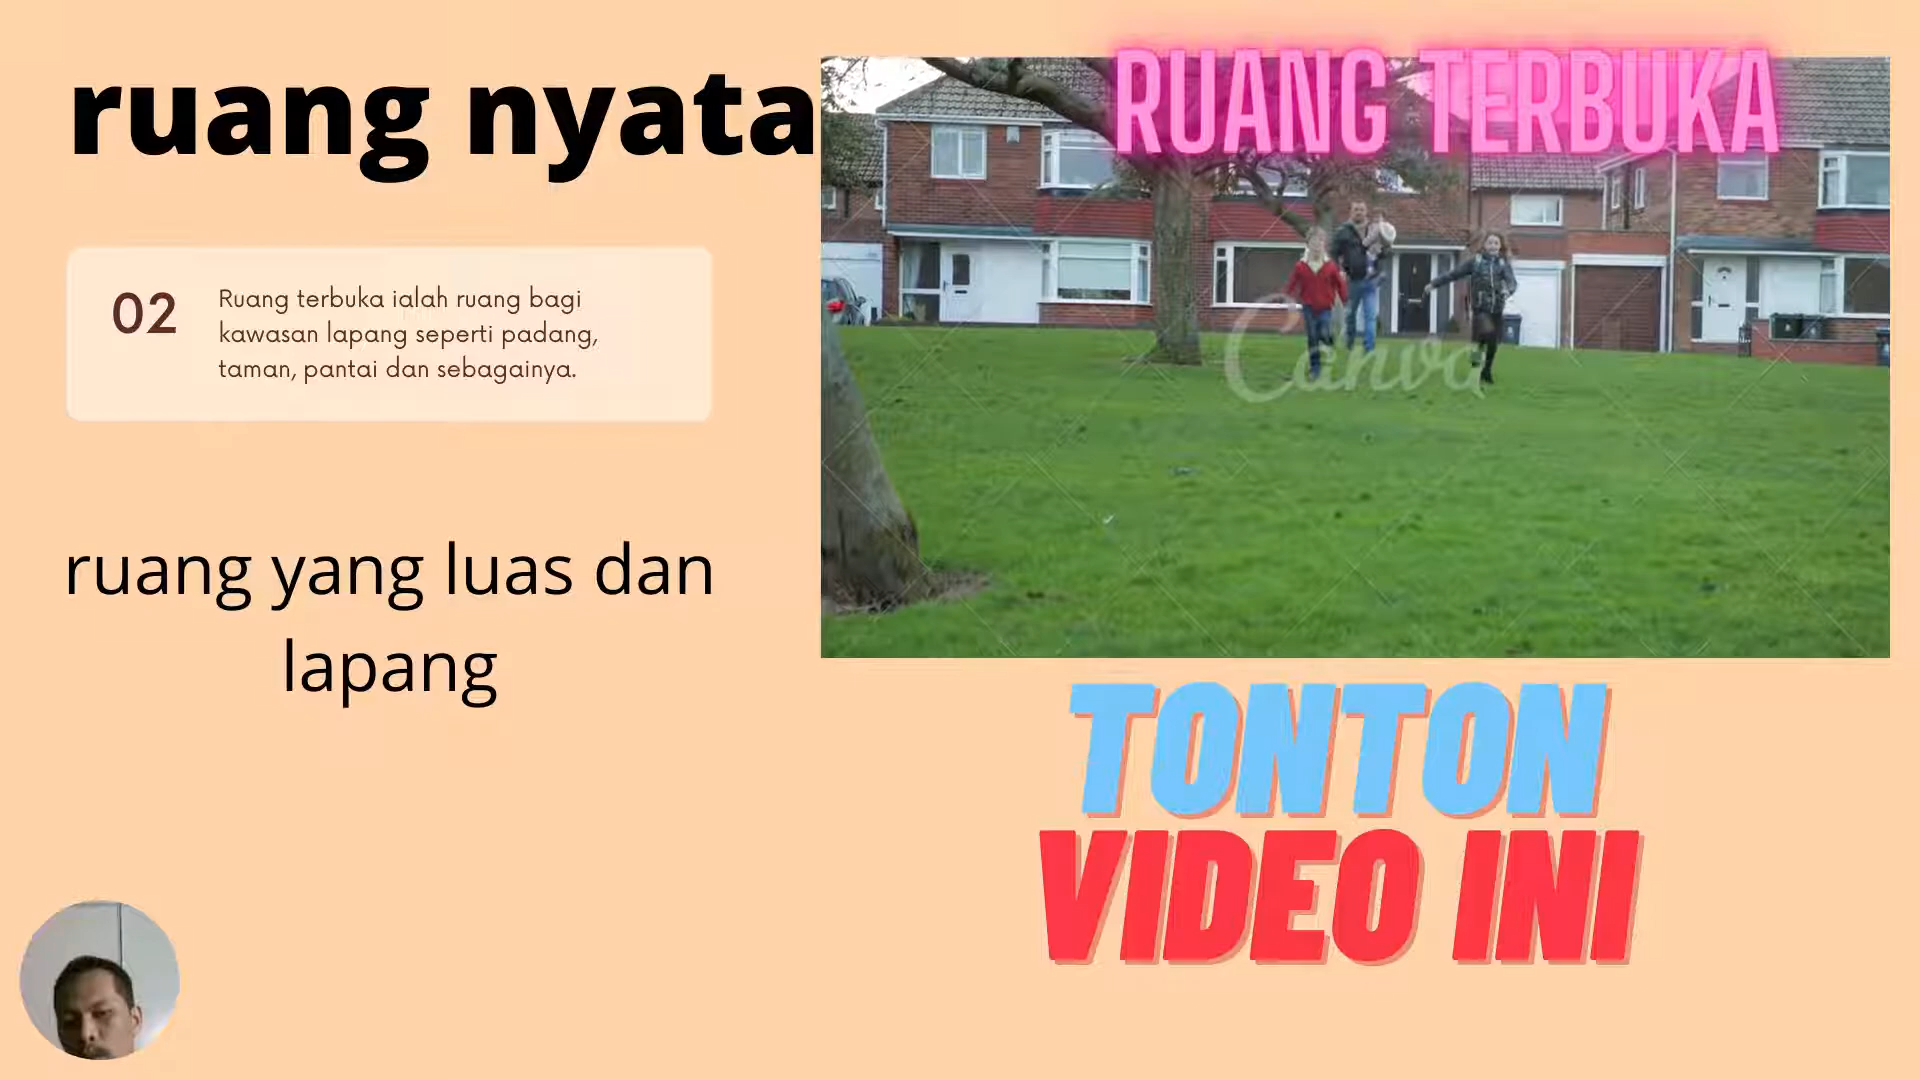 ruang nyata
RUANG TERBUKA
02
Ruang terbuka ialah ruang bagi
kawasan lapang seperti padang,
taman, pantai dan sebagainya.
Canva
ruang yang luas dan
lapang
TONTON
VIDEO INI